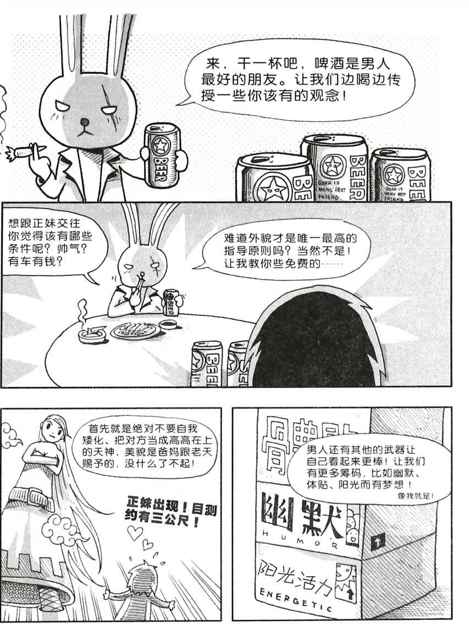 来，干一杯吧，啤酒是男人
最好的朋友。让我们边喝边传
授一些你该有的观念！
BEER
BEER
BEER
BEER
想跟正妹交往
你觉得该有哪些
条件呢？帅气？
有车有钱？
难道外貌才是唯一最高的
指导原则吗？当然不是！
让我教你些免费的……
BEER
BEER
首先就是绝对不要自我
矮化、把对方当成高高在上
的天神，美貌是爸妈跟老天
赐予的，没什么了不起！
正妹出现！目测
约有三公尺！
男人还有其他的武器让
自己看起来更棒！让我们
有更多筹码，比如幽默、
体贴、阳光而有梦想！
像我就是！
幽默
HUMOR
阳光活力
ENERGETIC